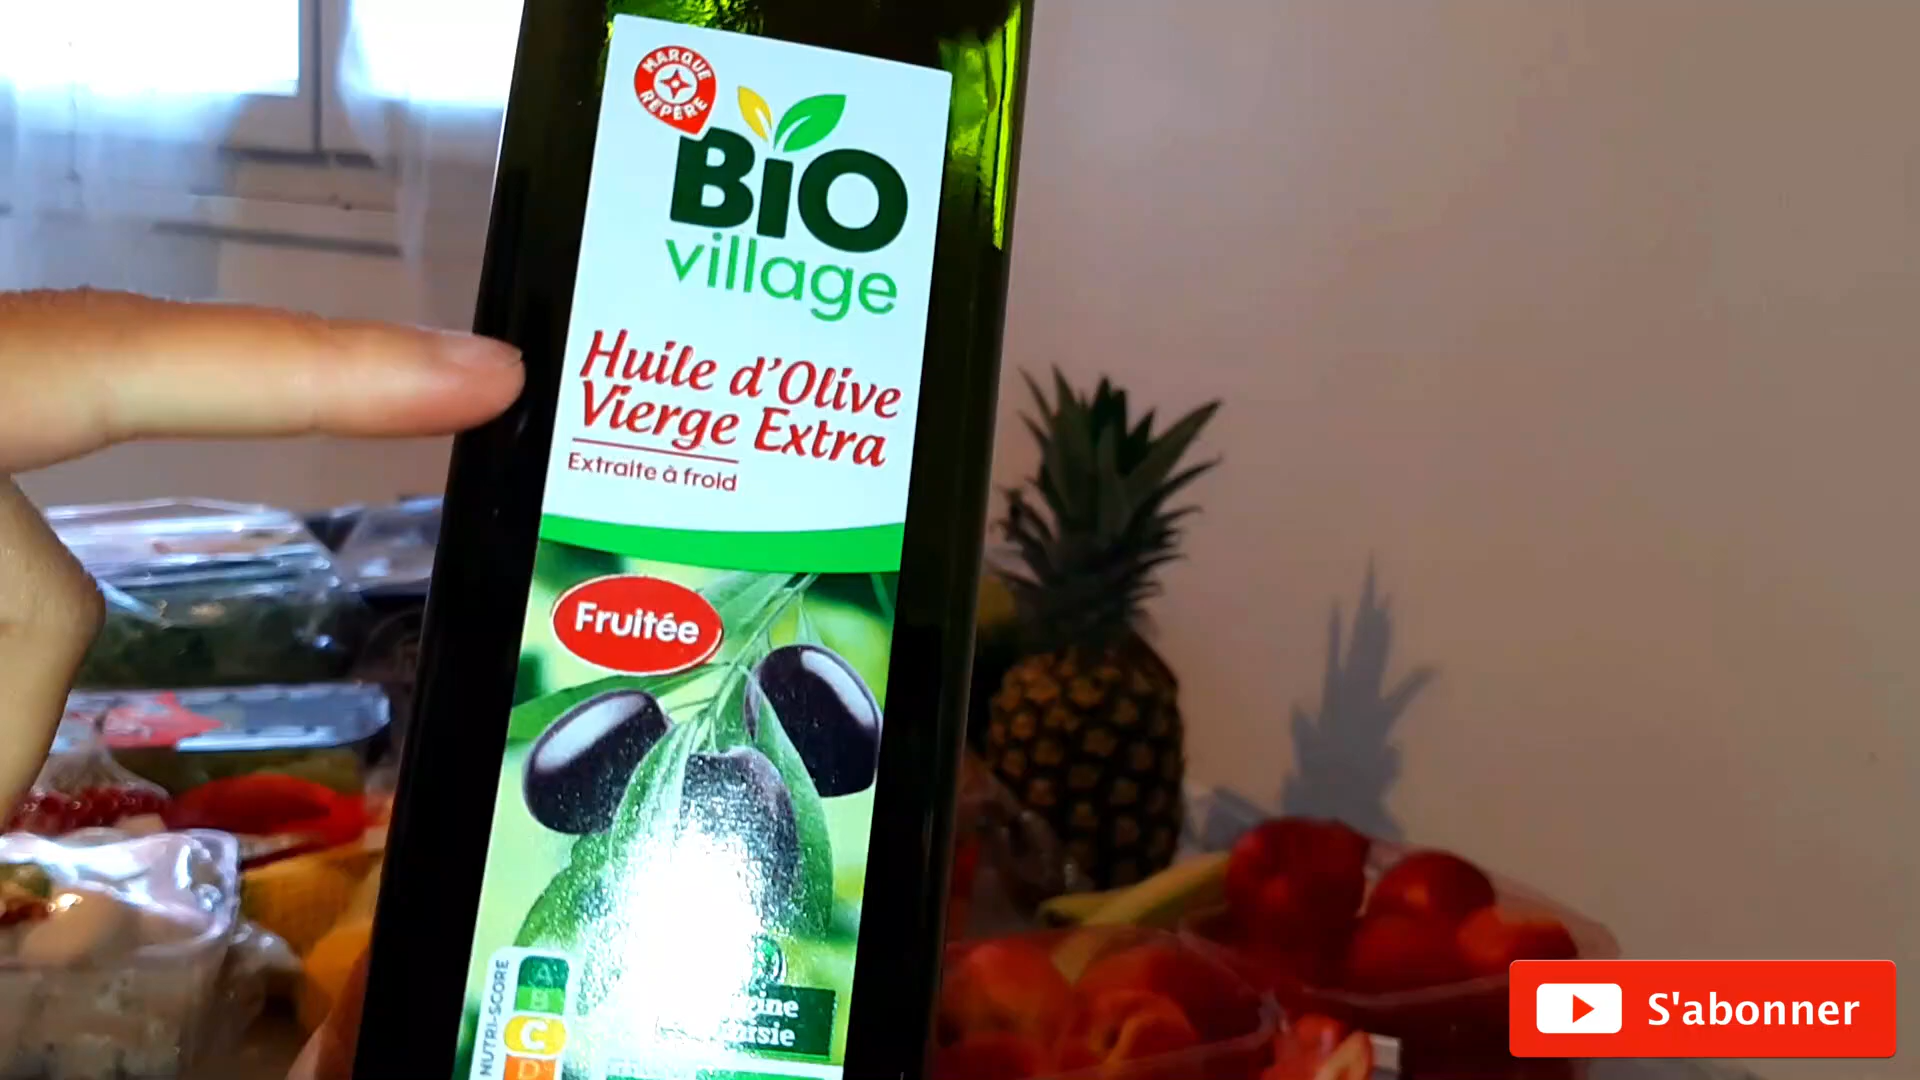 MARQUE
REPÈRE
BiO
village
Huile d'Olive
Vierge Extra
Extraite à froid
Fruitée
NUTRI-SCORE
A
B
C
D
S'abonner